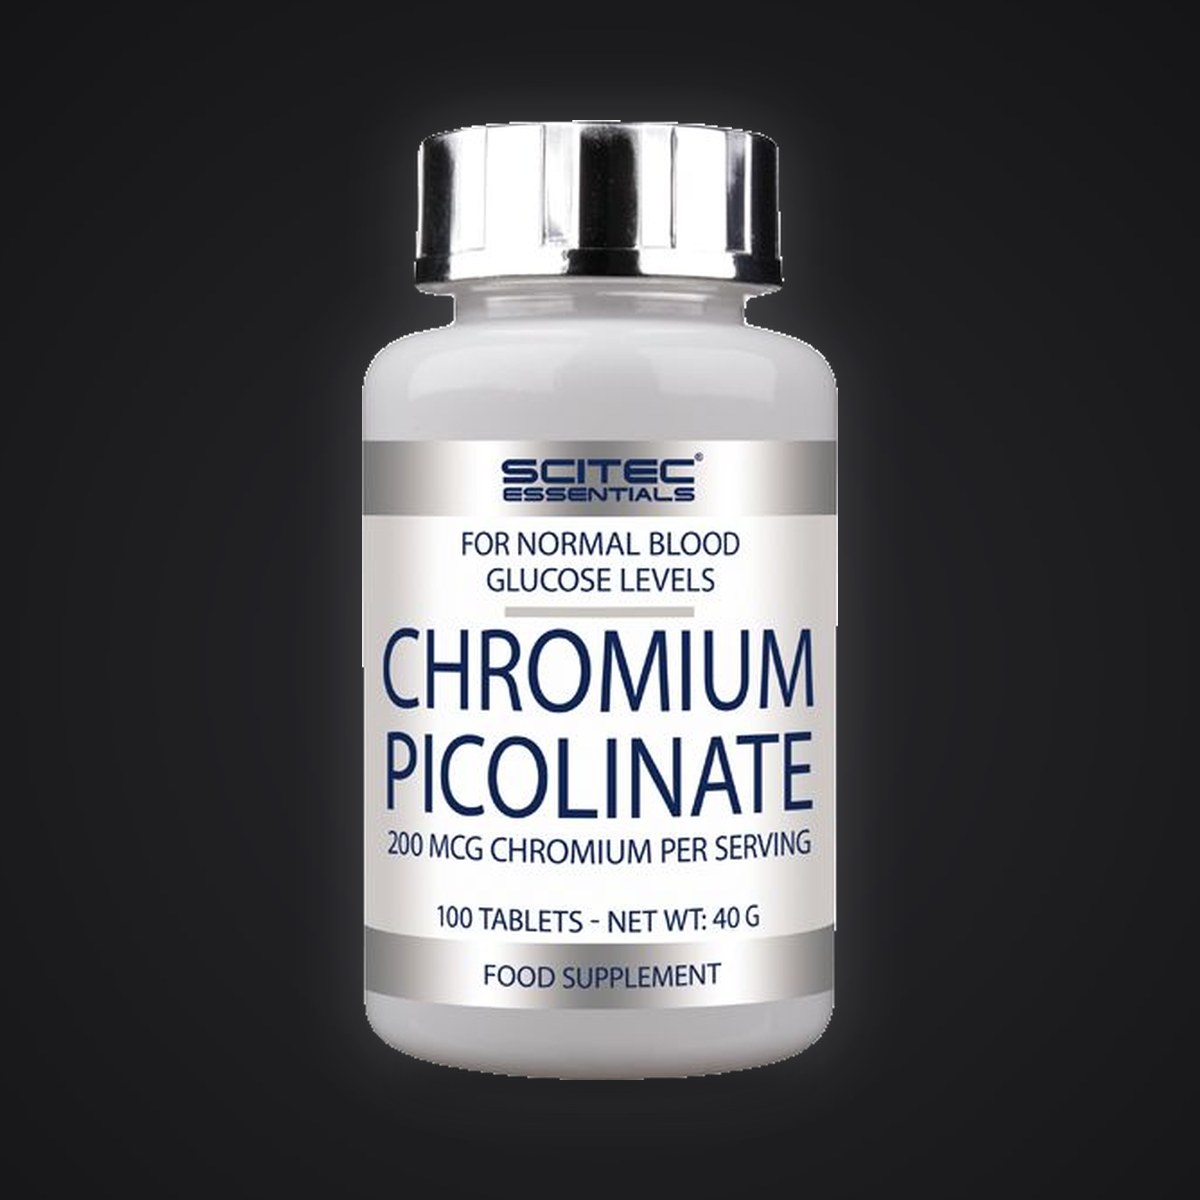 SCITEC®
ESSENTIALS
FOR NORMAL BLOOD
GLUCOSE LEVELS
CHROMIUM
PICOLINATE
200 MCG CHROMIUM PER SERVING
100 TABLETS - NET WT: 40 G
FOOD SUPPLEMENT